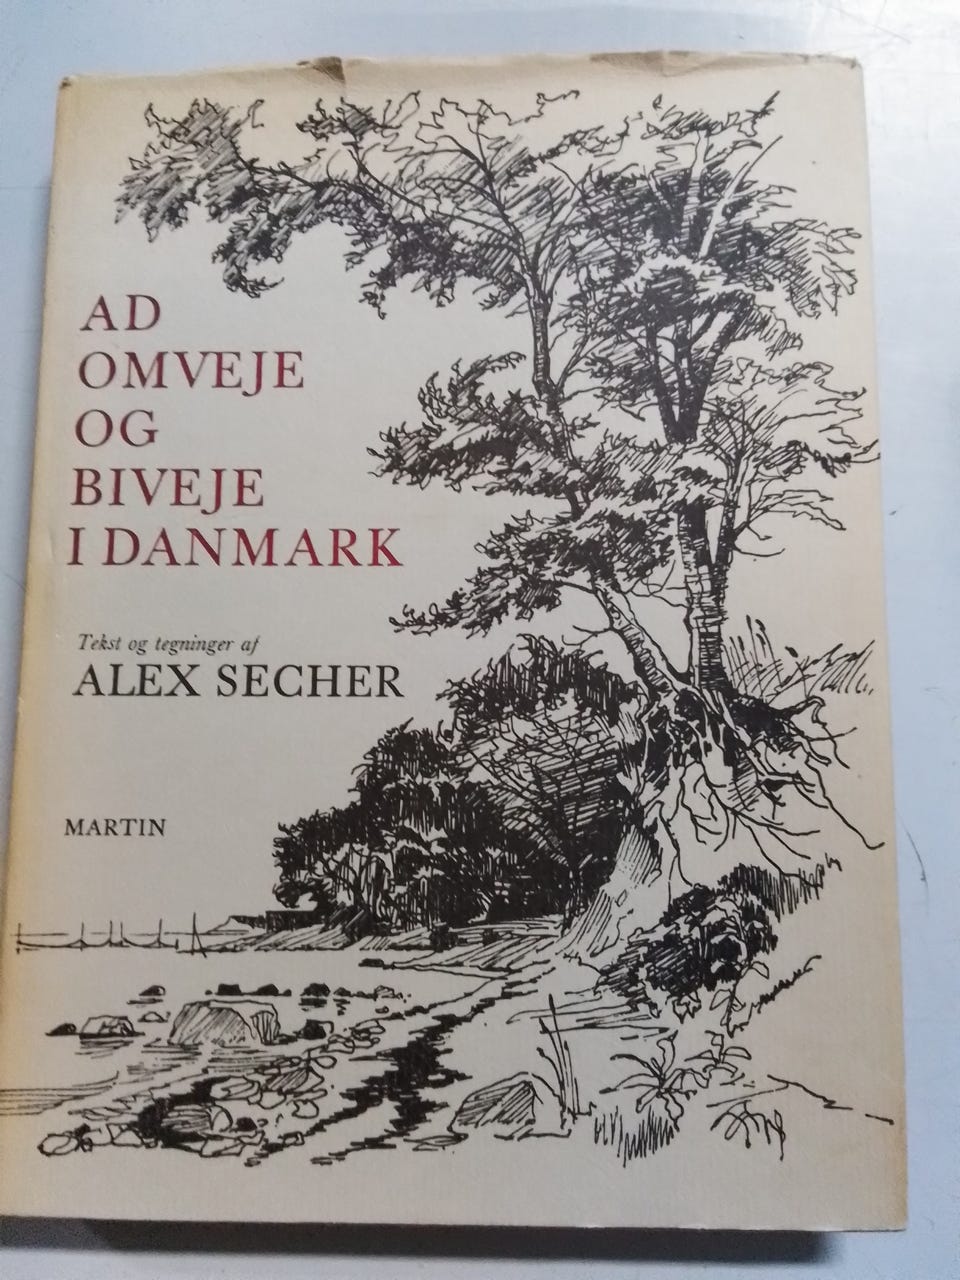 AD
OMVEJE
OG
BIVEJE
I DANMARK
Tekst og tegninger af
ALEX SECHER
MARTIN